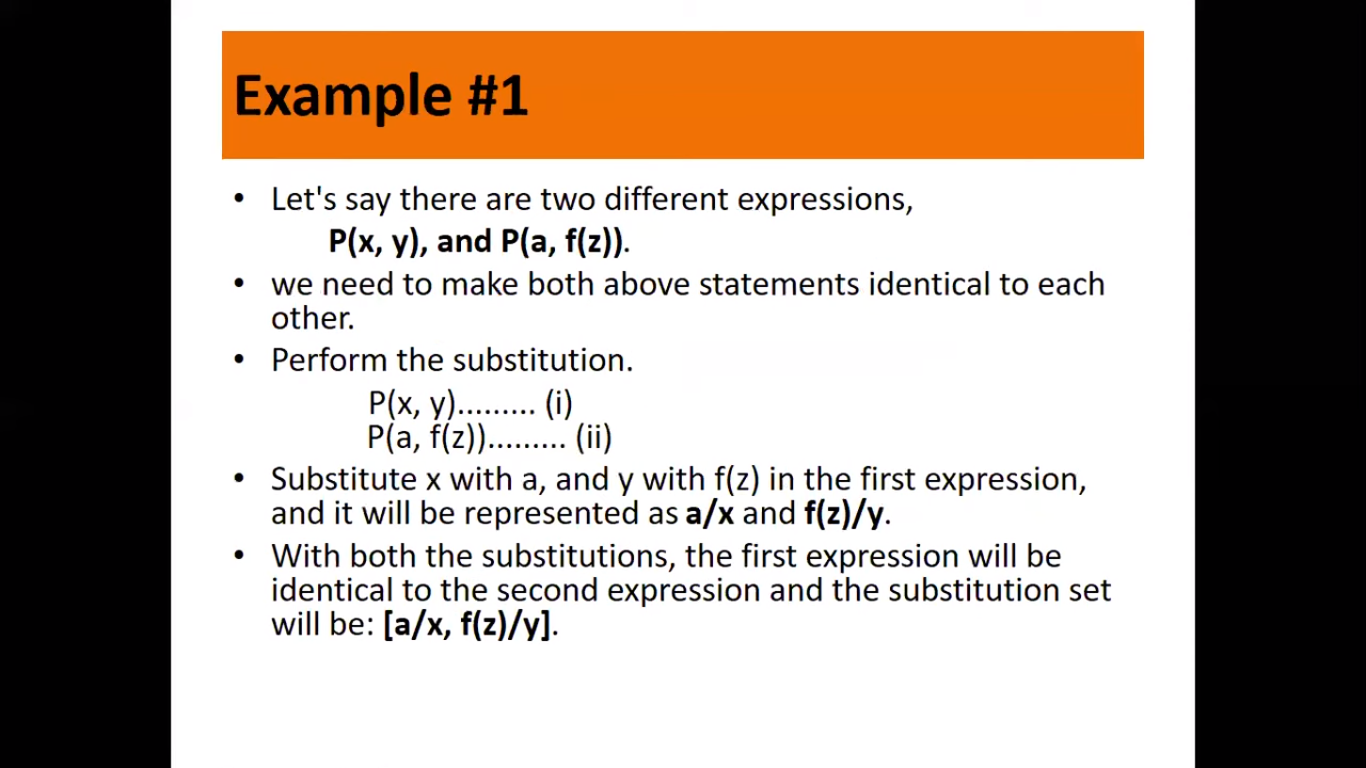 Example #1
• Let's say there are two different expressions,
P(x, y), and P(a, f(z)).
• we need to make both above statements identical to each
other.
• Perform the substitution.
P(x, y)......... (i)
P(a, f(z))......... (ii)
• Substitute x with a, and y with f(z) in the first expression,
and it will be represented as a/x and f(z)/y.
• With both the substitutions, the first expression will be
identical to the second expression and the substitution set
will be: [a/x, f(z)/y].